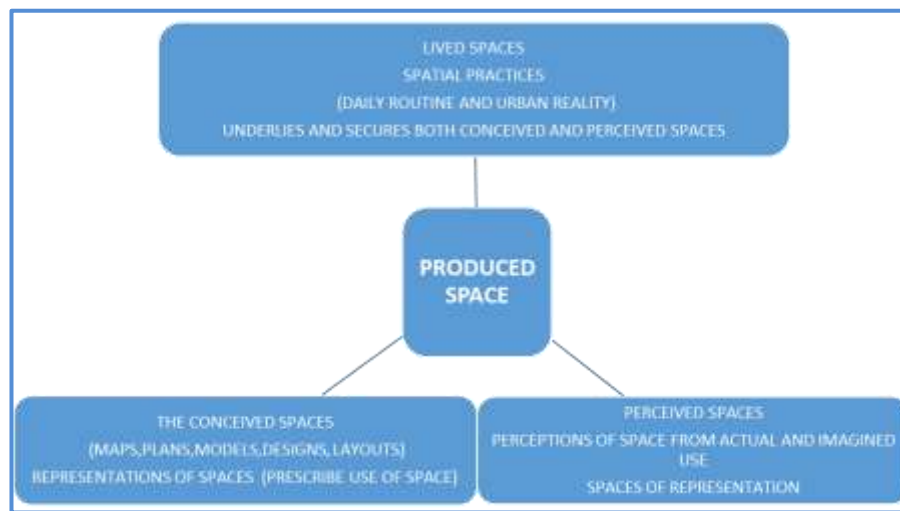 LIVED SPACES
SPATIAL PRACTICES
(DAILY ROUTINE AND URBAN REALITY)
UNDERLIES AND SECURES BOTH CONCEIVED AND PERCEIVED SPACES
PRODUCED
SPACE
THE CONCEIVED SPACES
(MAPS,PLANS,MODELS,DESIGNS, LAYOUTS)
REPRESENTATIONS OF SPACES (PRESCRIBE USE OF SPACE)
PERCEIVED SPACES
PERCEPTIONS OF SPACE FROM ACTUAL AND IMAGINED
USE
SPACES OF REPRESENTATION